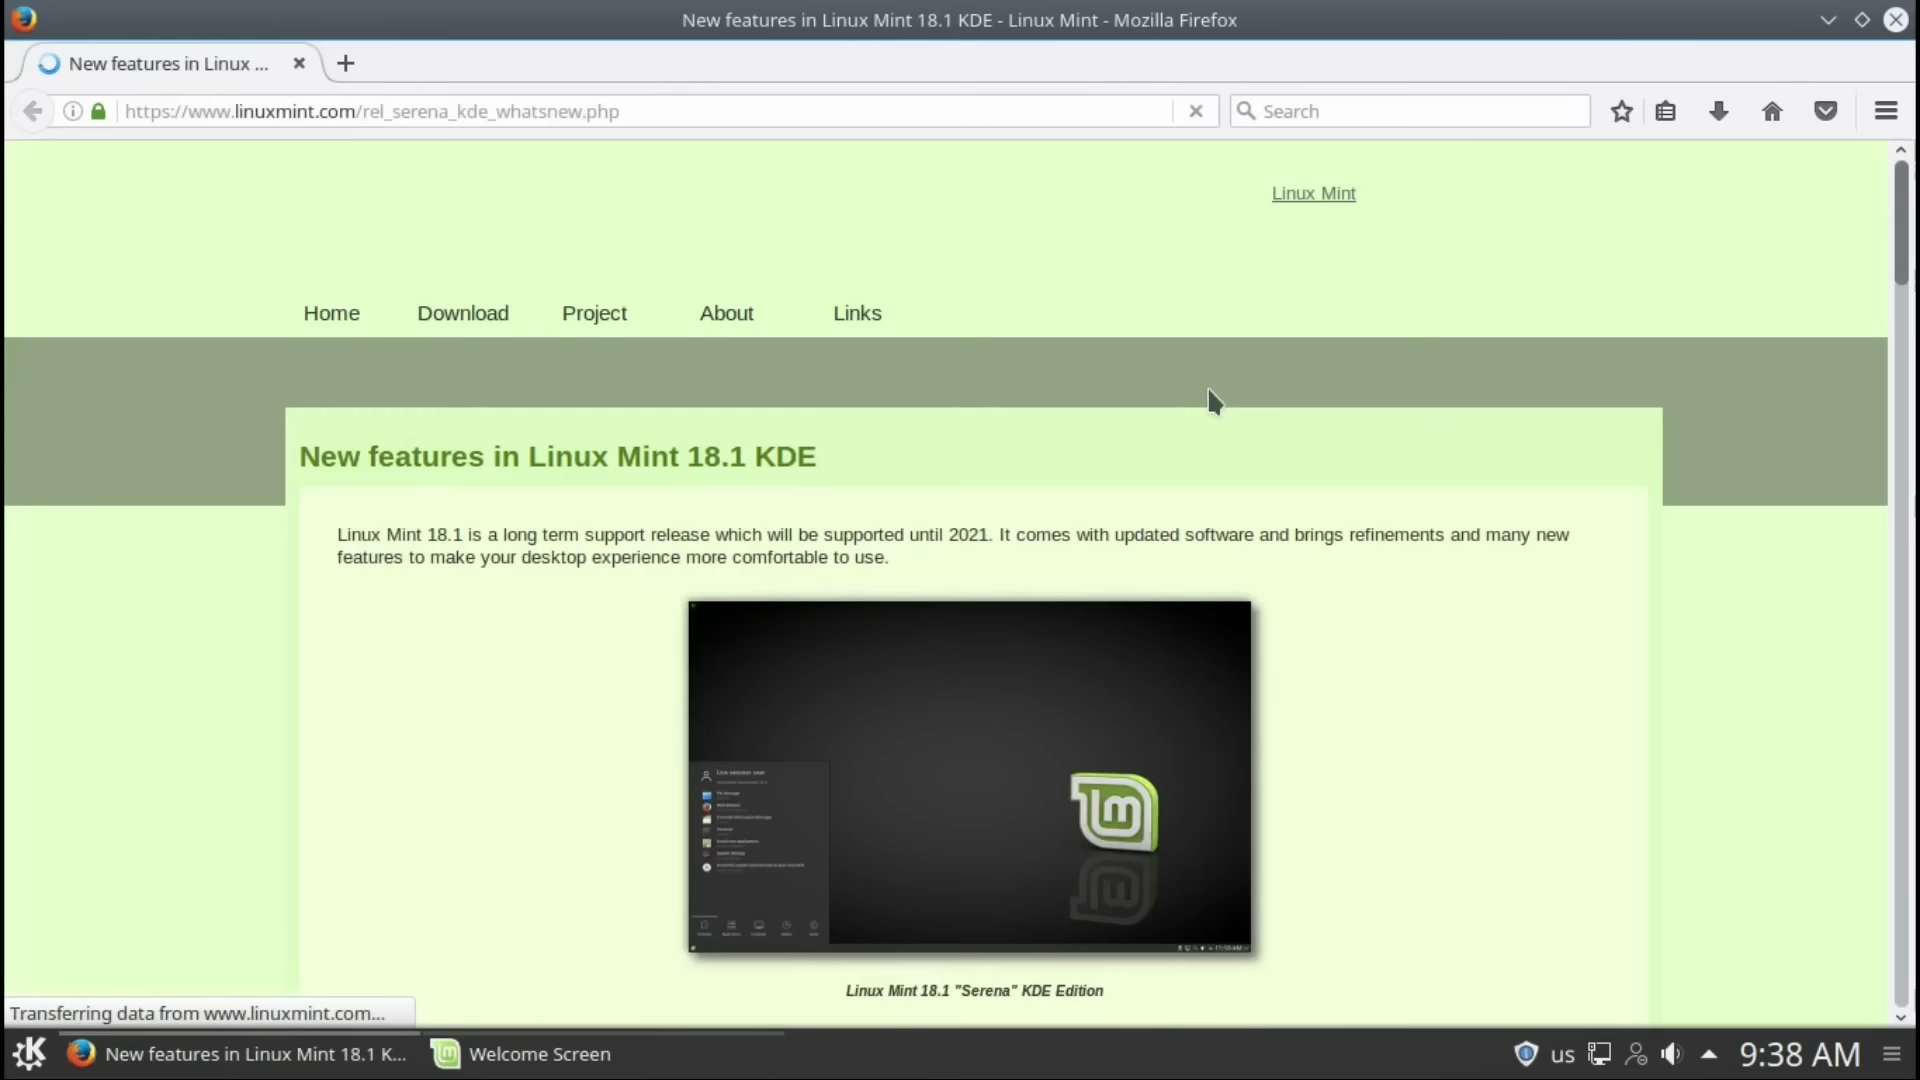 New features in Linux Mint 18.1 KDE - Linux Mint - Mozilla Firefox
New features in Linux ...
https://www.linuxmint.com/rel_serena_kde_whatsnew.php
Search
Linux Mint
Home Download Project About Links
New features in Linux Mint 18.1 KDE
Linux Mint 18.1 is a long term support release which will be supported until 2021. It comes with updated software and brings refinements and many new
features to make your desktop experience more comfortable to use.
Linux Mint 18.1 "Serena" KDE Edition
Transferring data from www.linuxmint.com...
New features in Linux Mint 18.1 K...
Welcome Screen
us
9:38 AM